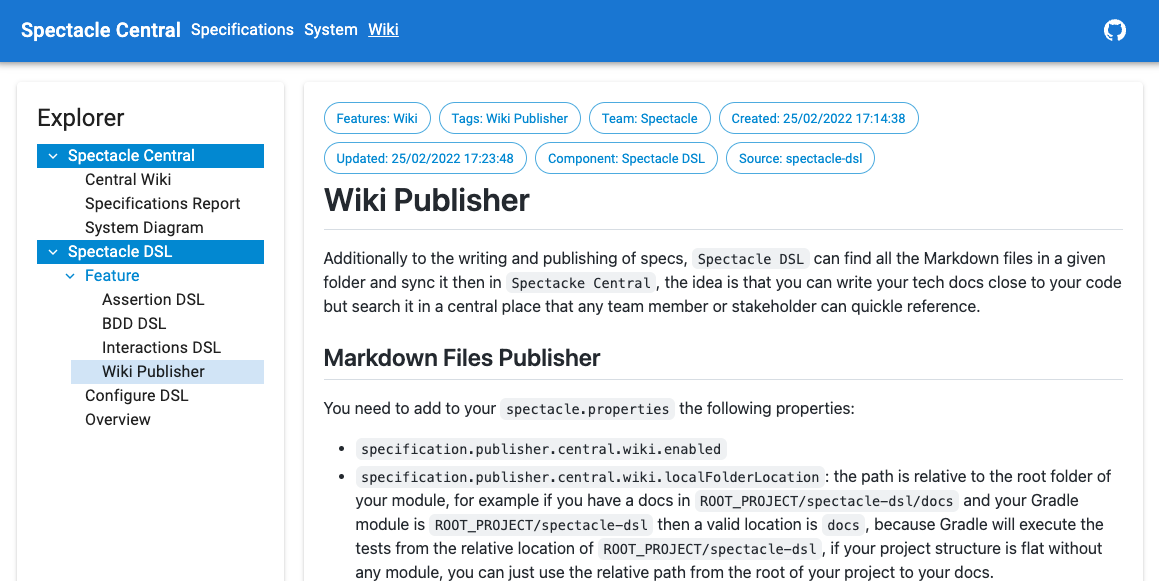 Spectacle Central Specifications System Wiki
Explorer
Spectacle Central
Central Wiki
Specifications Report
System Diagram
Spectacle DSL
Feature
Assertion DSL
BDD DSL
Interactions DSL
Wiki Publisher
Configure DSL
Overview
Features: Wiki Tags: Wiki Publisher Team: Spectacle Created: 25/02/2022 17:14:38
Updated: 25/02/2022 17:23:48 Component: Spectacle DSL Source: spectacle-dsl
Wiki Publisher
Additionally to the writing and publishing of specs, Spectacle DSL can find all the Markdown files in a given
folder and sync it then in Spectacke Central, the idea is that you can write your tech docs close to your code
but search it in a central place that any team member or stakeholder can quickle reference.
Markdown Files Publisher
You need to add to your spectacle.properties the following properties:
• specification.publisher.central.wiki.enabled
• specification.publisher.central.wiki.localFolderLocation: the path is relative to the root folder of
your module, for example if you have a docs in ROOT_PROJECT/spectacle-dsl/docs and your Gradle
module is ROOT_PROJECT/spectacle-dsl then a valid location is docs, because Gradle will execute the
tests from the relative location of ROOT_PROJECT/spectacle-dsl, if your project structure is flat without
any module, you can just use the relative path from the root of your project to your docs.